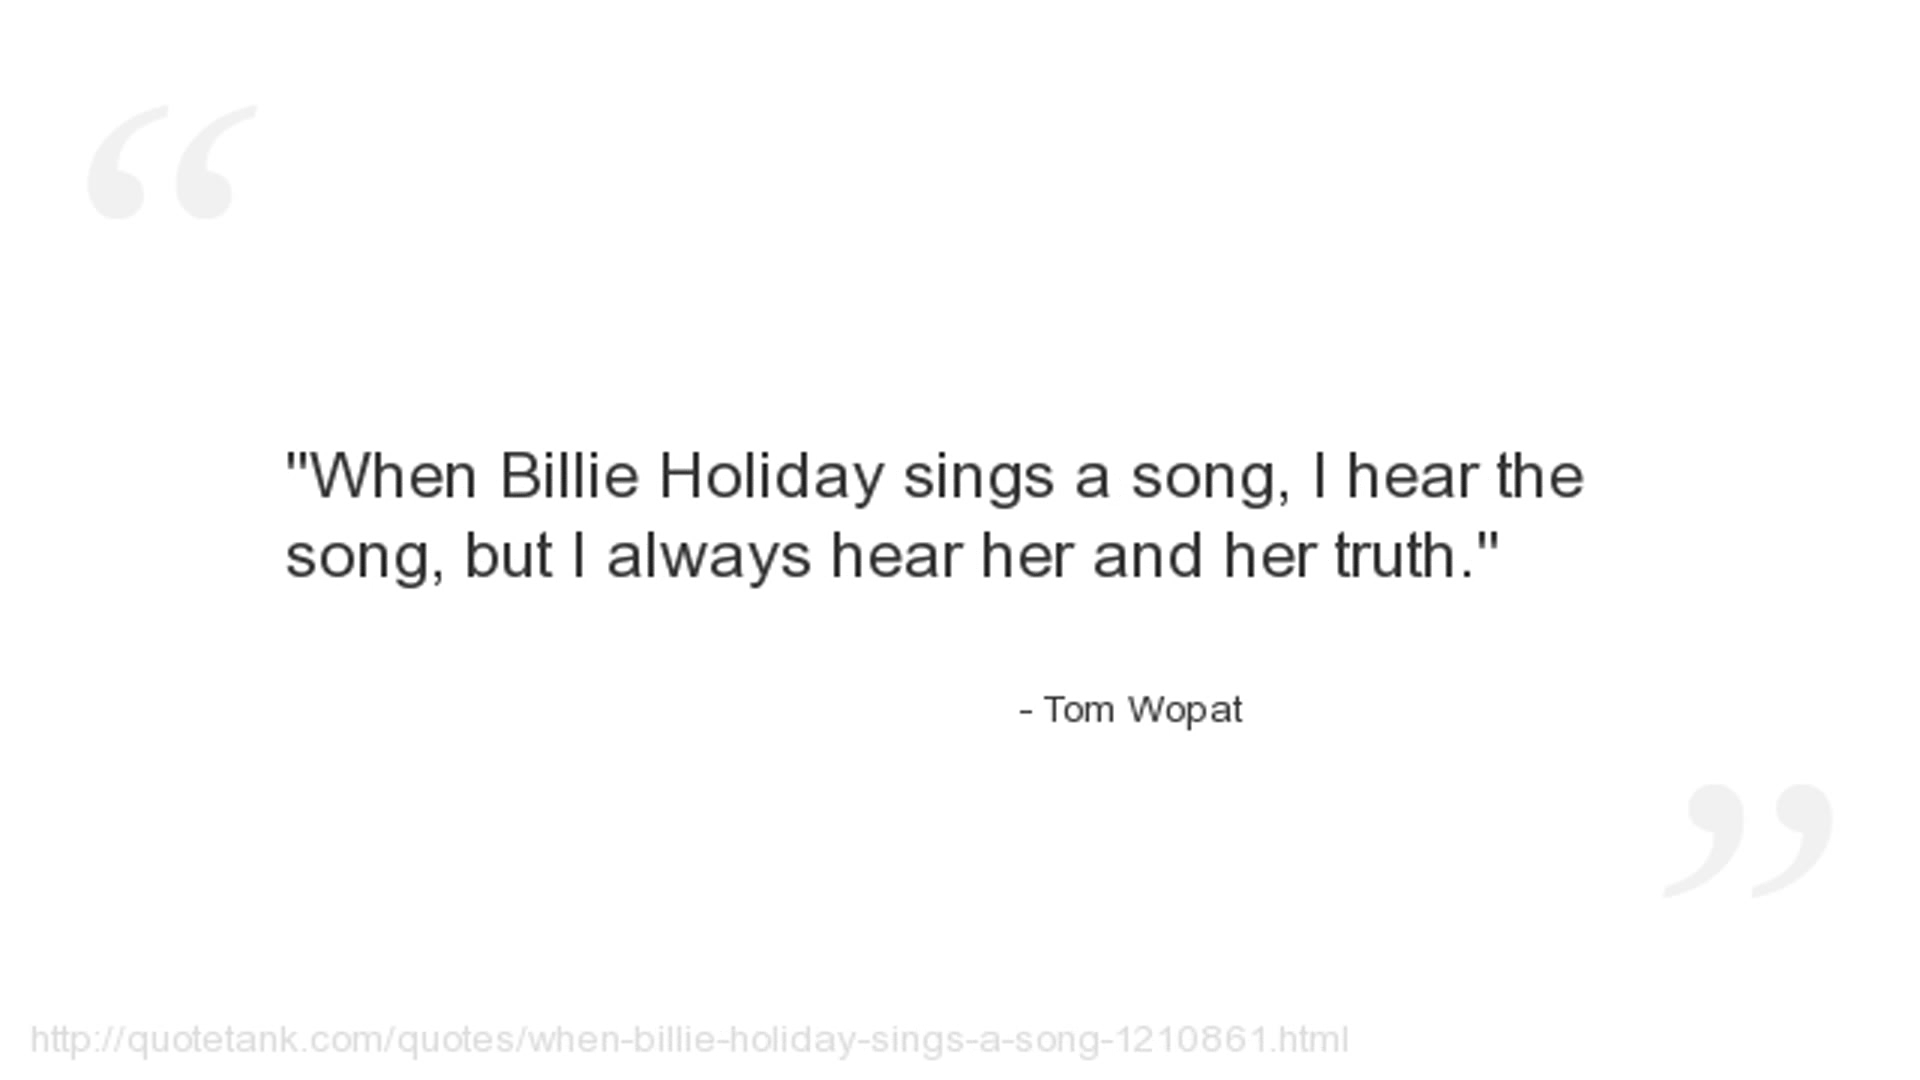 "When Billie Holiday sings a song, I hear the
song, but I always hear her and her truth."
- Tom Wopat
http://quotetank.com/quotes/when-billie-holiday-sings-a-song-1210861.html